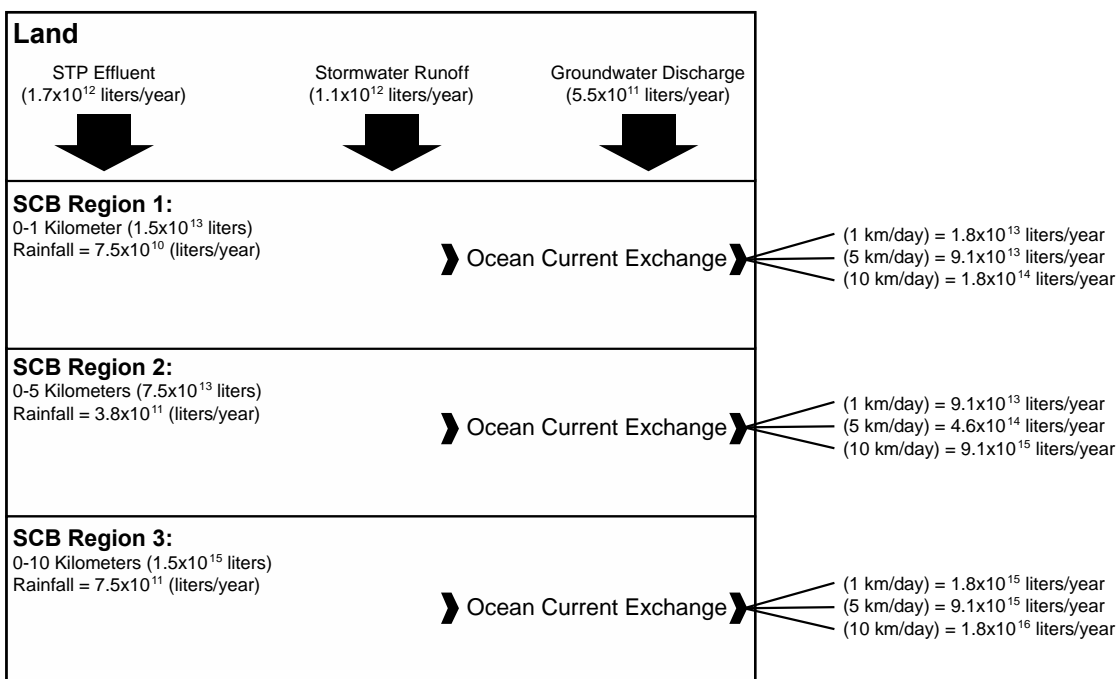 Land
STP Effluent
(1.7x10¹² liters/year)
Stormwater Runoff
(1.1x10¹² liters/year)
Groundwater Discharge
(5.5x10¹¹ liters/year)
SCB Region 1:
0-1 Kilometer (1.5x10¹³ liters)
Rainfall = 7.5x10¹⁰ (liters/year)
Ocean Current Exchange
(1 km/day) = 1.8x10¹³ liters/year
(5 km/day) = 9.1x10¹³ liters/year
(10 km/day) = 1.8x10¹⁴ liters/year
SCB Region 2:
0-5 Kilometers (7.5x10¹³ liters)
Rainfall = 3.8x10¹¹ (liters/year)
Ocean Current Exchange
(1 km/day) = 9.1x10¹³ liters/year
(5 km/day) = 4.6x10¹⁴ liters/year
(10 km/day) = 9.1x10¹⁵ liters/year
SCB Region 3:
0-10 Kilometers (1.5x10¹⁵ liters)
Rainfall = 7.5x10¹¹ (liters/year)
Ocean Current Exchange
(1 km/day) = 1.8x10¹⁵ liters/year
(5 km/day) = 9.1x10¹⁵ liters/year
(10 km/day) = 1.8x10¹⁶ liters/year